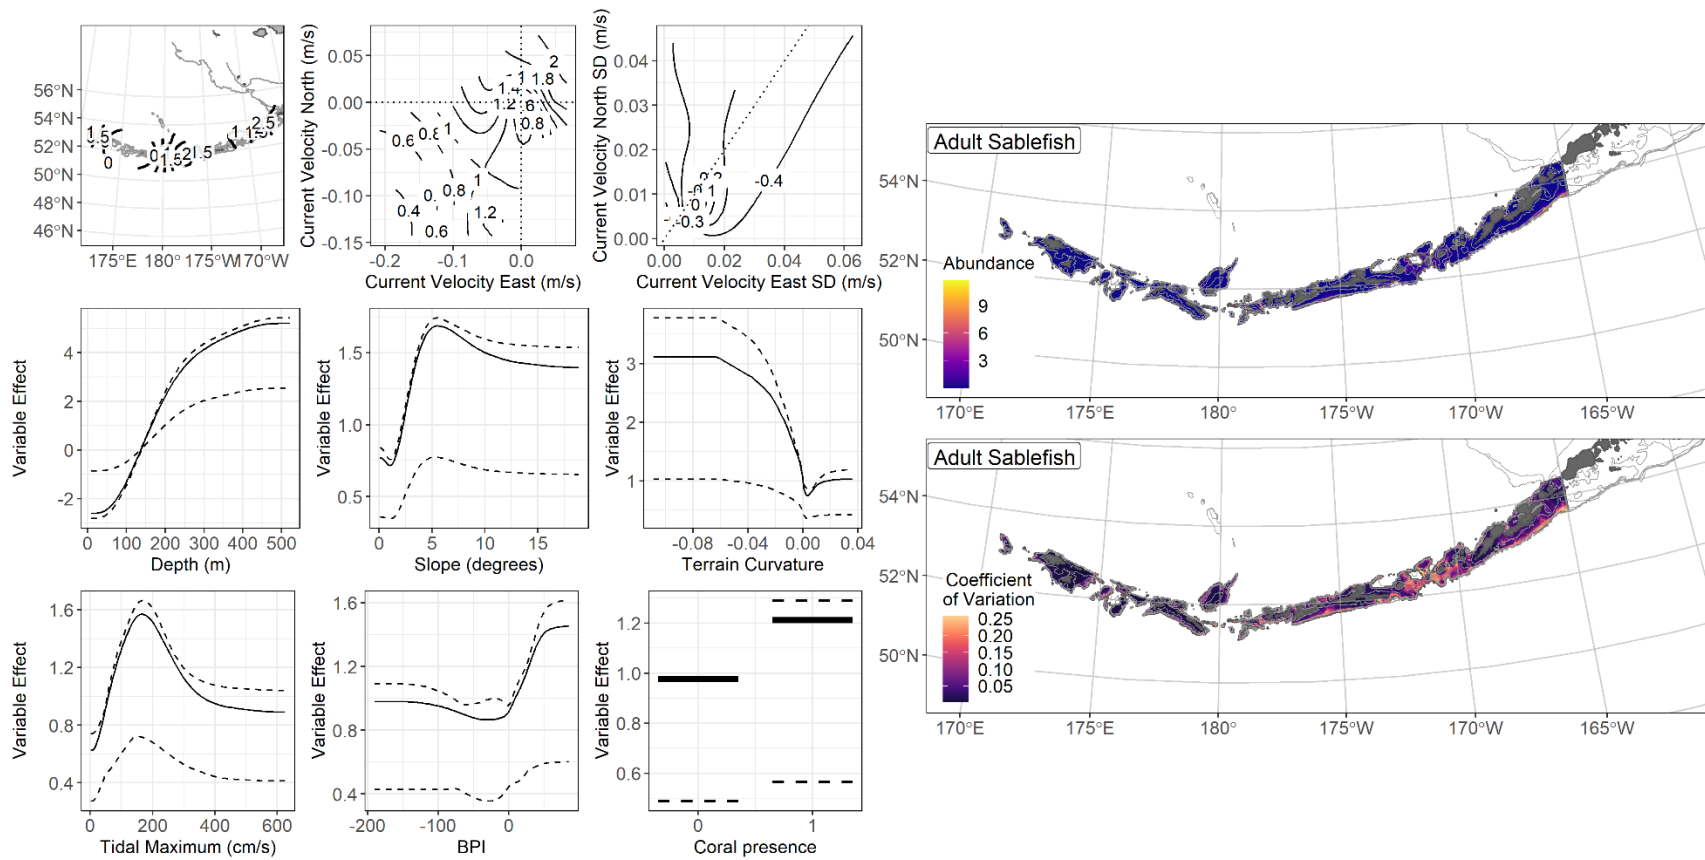 56°N
54°N
52°N
50°N
48°N
46°N
175°E
180°
175°W
170°W
0
1.5
2.5
Current Velocity North (m/s)
0.05
0.00
-0.05
-0.10
-0.15
-0.2
-0.1
0.0
Current Velocity East (m/s)
2
1.8
1.2
0.8
1
0.6
0.8
1
0.8
1
0.4
1.2
0.6
Current Velocity North SD (m/s)
0.04
0.03
0.02
0.01
0.00
0.00
0.02
0.04
0.06
Current Velocity East SD (m/s)
-0.4
-0.3
Variable Effect
4
2
0
-2
0
100
200
300
400
500
Depth (m)
Variable Effect
1.5
1.0
0.5
0
5
10
15
Slope (degrees)
Variable Effect
3
2
1
-0.08
-0.04
0.00
0.04
Terrain Curvature
Variable Effect
1.6
1.2
0.8
0.4
0
200
400
600
Tidal Maximum (cm/s)
Variable Effect
1.6
1.2
0.8
0.4
-200
-100
0
BPI
Variable Effect
1.2
1.0
0.8
0.6
0
1
Coral presence
Adult Sablefish
54°N
52°N
50°N
Abundance
9
6
3
170°E
175°E
180°
175°W
170°W
165°W
Adult Sablefish
54°N
52°N
50°N
Coefficient
of Variation
0.25
0.20
0.15
0.10
0.05
170°E
175°E
180°
175°W
170°W
165°W